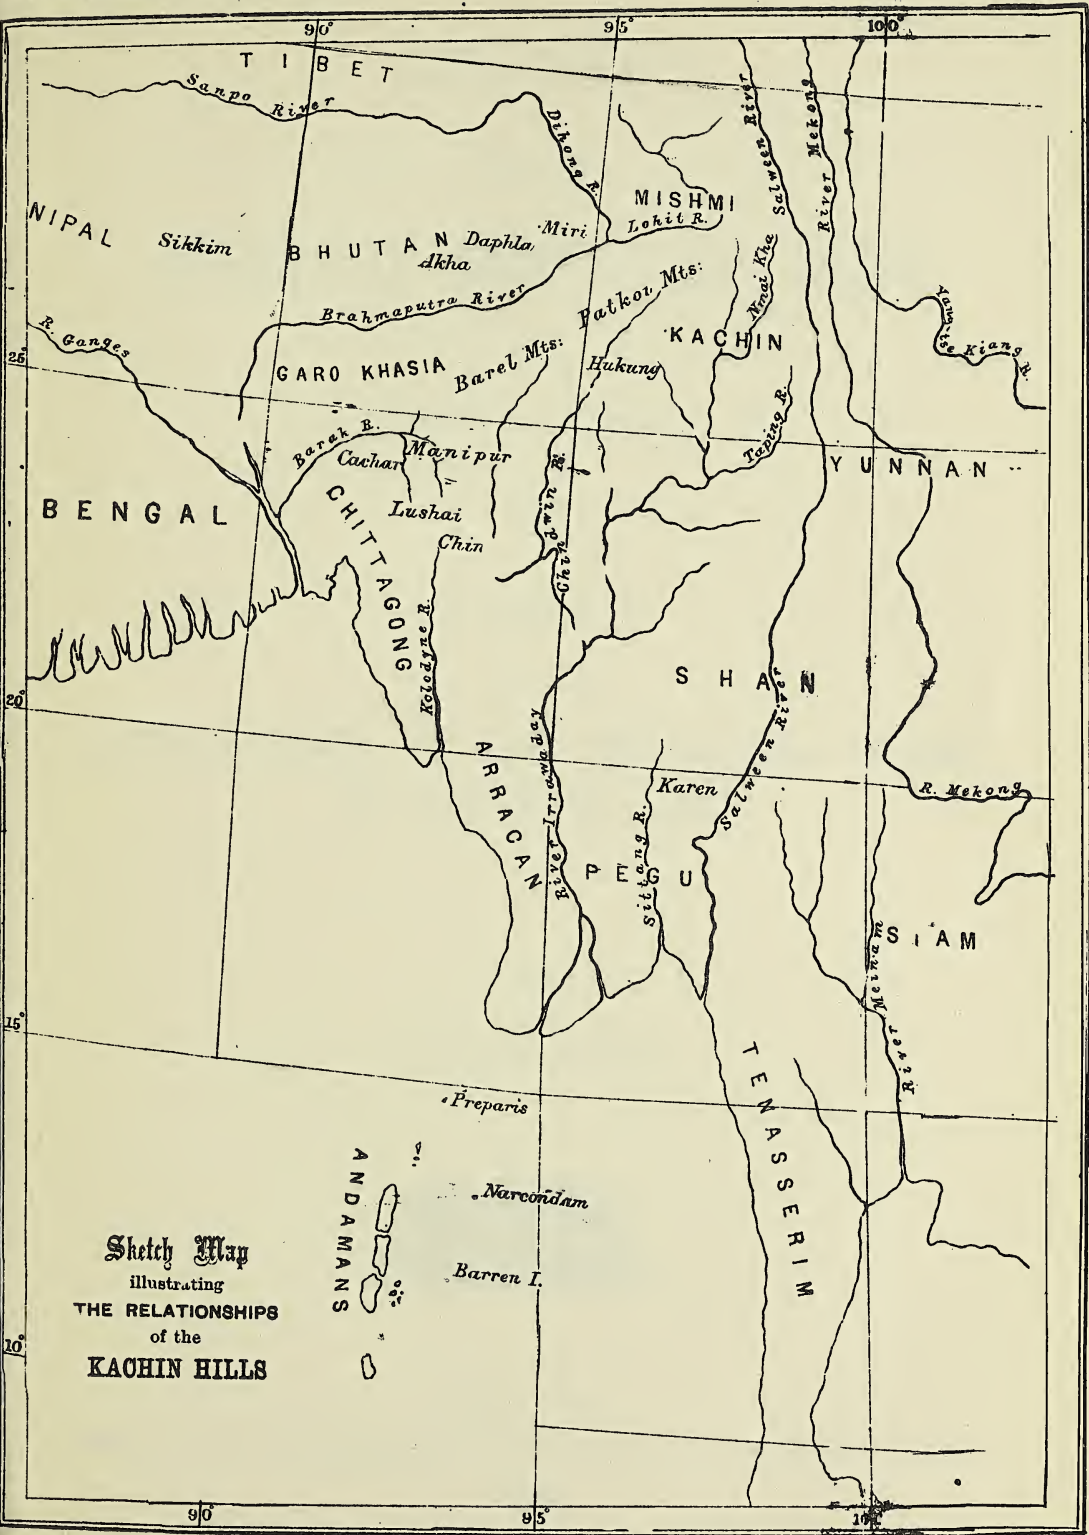 90°
95°
100°
TIBET
Sanpo River
Dihong R.
Salween River
River Mekong
MISHMI
Lohit R.
NIPAL
Sikkim
BHUTAN
Daphla
Miri
Akha
Nmai Kha
Brahmaputra River
Patkoi Mts:
Yang-tse Kiang R.
R. Ganges
KACHIN
25°
GARO KHASIA
Barel Mts:
Hukung
Taping R.
Barak R.
Manipur
Cachar
YUNNAN
BENGAL
CHITTAGONG
Lushai
Chin
Chindwin R.
Chin
Kolodyne R.
SHAN
20°
ARRACAN
River Irrawaday
Karen
Salween River
R. Mekong
Sittang R.
PEGU
SIAM
River Meinam
15°
TENASSERIM
Preparis
ANDAMANS
Narcondam
Barren I.
Sketch Map
illustrating
THE RELATIONSHIPS
of the
KACHIN HILLS
10°
90°
95°